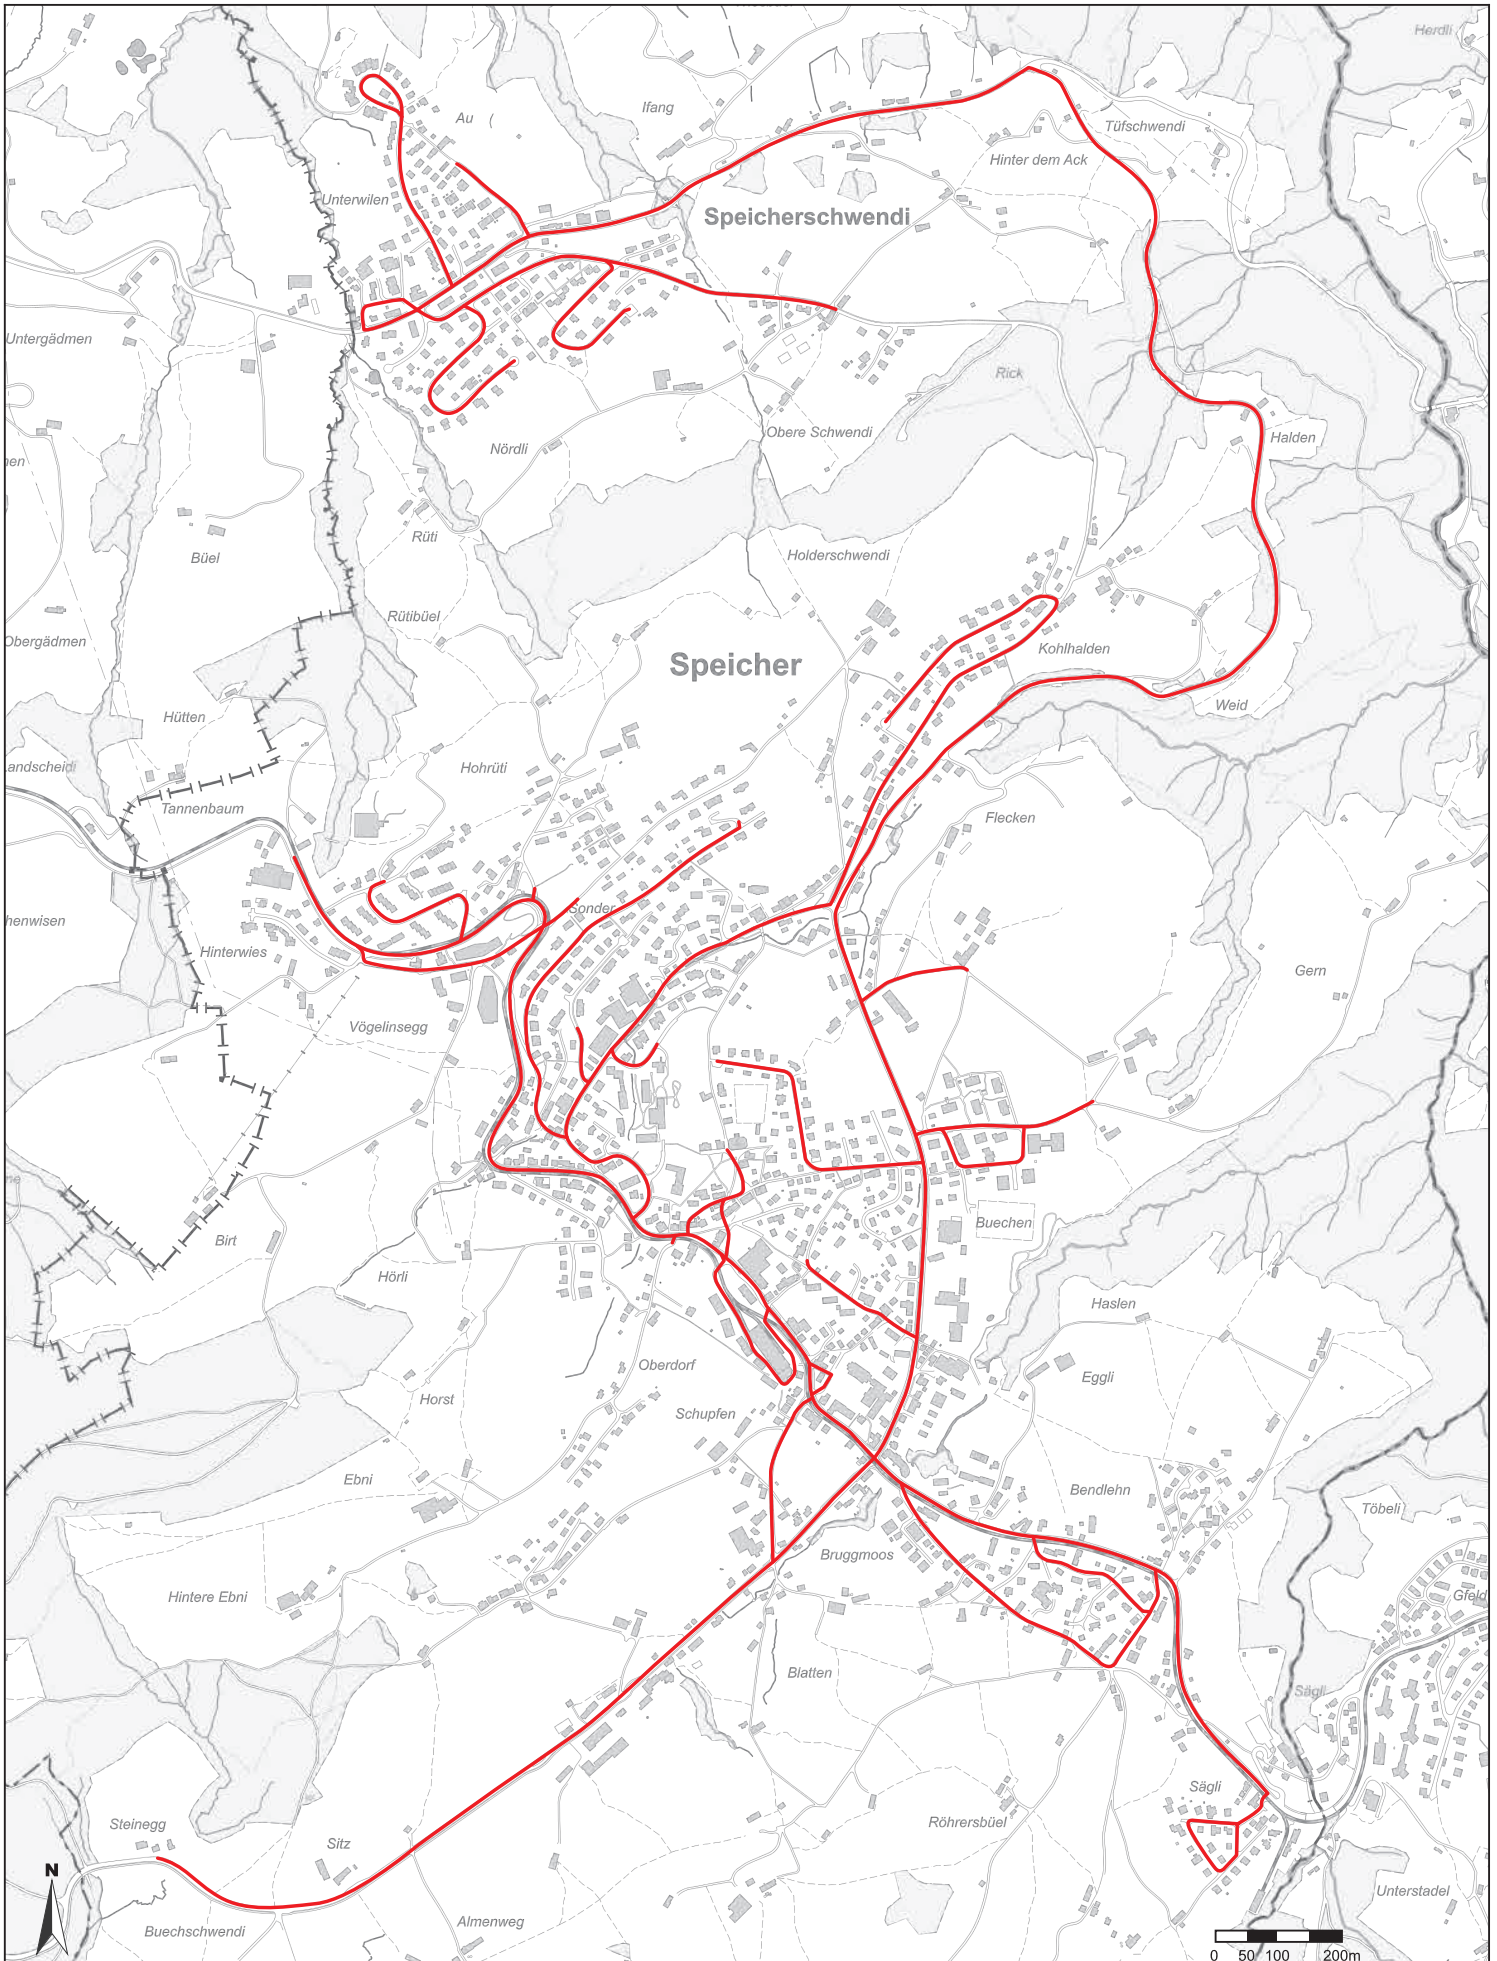 Herdli
Ifang
Au
Tüfschwendi
Hinter dem Ack
Unterwilen
Speicherschwendi
Untergädmen
Rick
Obere Schwendi
Halden
Nördli
Rüti
Büel
Holderschwendi
Rütibüel
Obergädmen
Kohlhalden
Speicher
Weid
Hütten
Landscheidi
Hohrüti
Tannenbaum
Flecken
Sonder
henwisen
Hinterwies
Gern
Vögelinsegg
Buechen
Birt
Hörli
Haslen
Oberdorf
Eggli
Horst
Schupfen
Ebni
Bendlehn
Töbeli
Bruggmoos
Hintere Ebni
Gfeld
Blatten
Sägli
Sägli
Steinegg
Röhrersbüel
Sitz
N
Unterstadel
Almenweg
Buechschwendi
0 50 100 200m